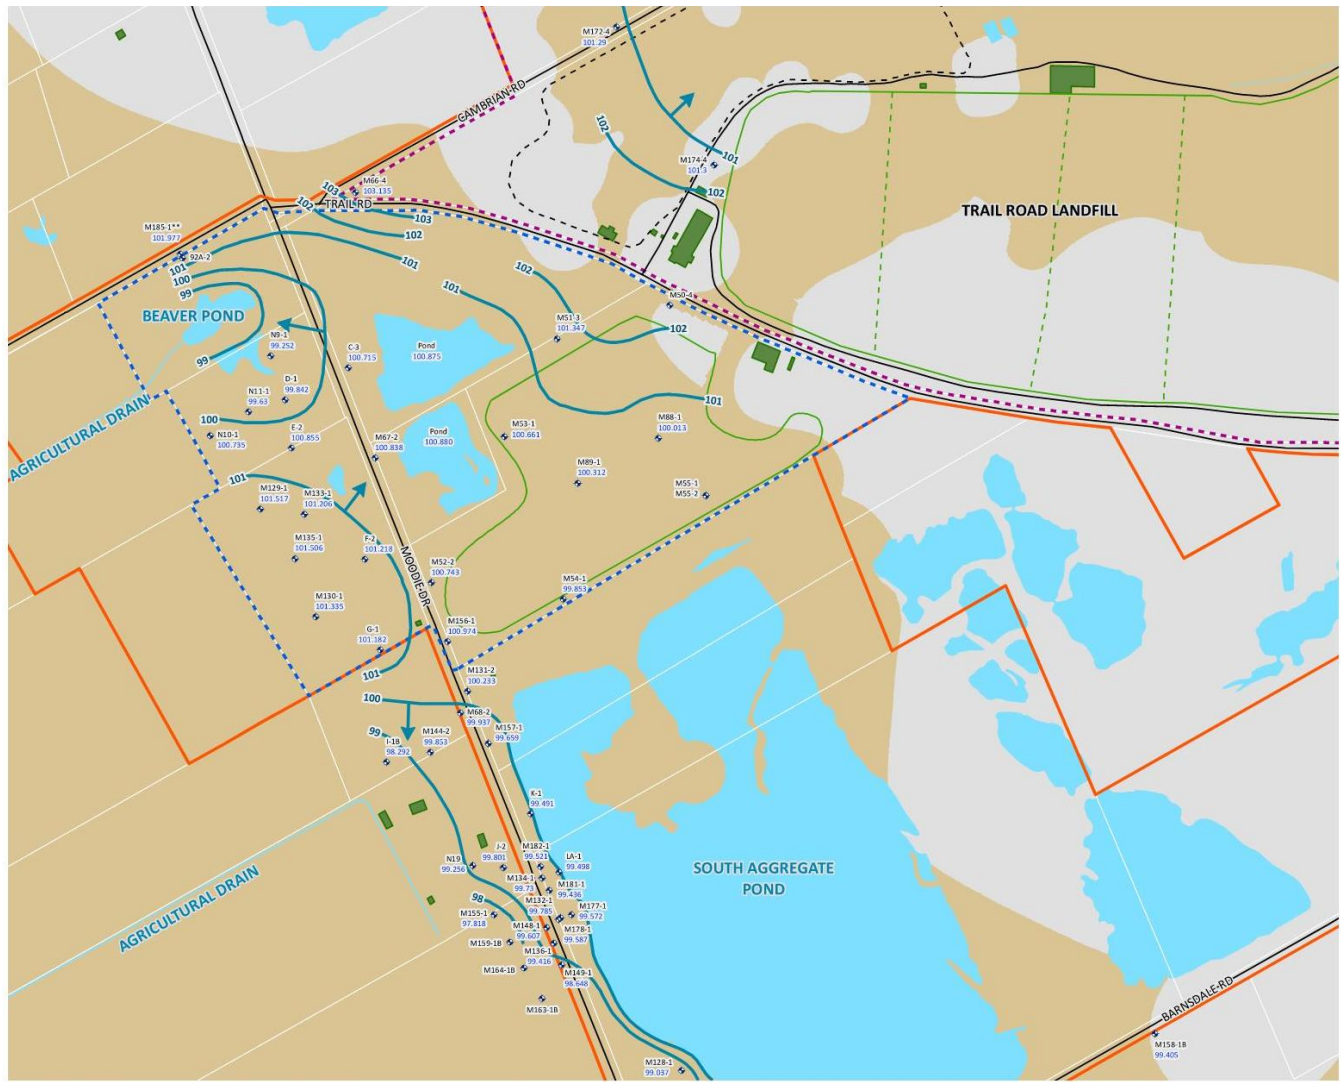 M172-4
101.29
CAMBRIAN RD
102
101
M174-4
101.3
102
M66-4
103.135
103
102
TRAIL RD
103
102
TRAIL ROAD LANDFILL
M185-1**
101.977
92A-2
101
100
99
101
102
101
M50-4
102
BEAVER POND
M51-3
101.347
N9-1
99.252
99
C-3
100.715
Pond
100.875
D-1
99.842
N11-1
99.63
100
AGRICULTURAL DRAIN
N10-1
100.735
E-2
100.855
M67-2
100.838
Pond
100.880
M53-1
100.661
M88-1
100.013
101
M89-1
100.312
M55-1
M55-2
101
M129-1
101.517
M133-1
101.206
M135-1
101.506
F-2
101.218
MOODIE DR
M52-2
100.743
M54-1
99.853
M130-1
101.335
G-1
101.182
M156-1
100.974
101
M131-2
100.233
100
M68-2
99.937
M157-1
99.659
99
I-1B
98.292
M144-2
99.853
K-1
99.491
AGRICULTURAL DRAIN
N19
99.256
J-2
99.801
M182-1
99.521
LA-1
99.498
M134-1
99.73
M181-1
99.436
SOUTH AGGREGATE
POND
98
M155-1
97.818
M132-1
99.785
M177-1
99.572
M148-1
99.607
M178-1
99.587
M159-1B
M136-1
99.416
M164-1B
M149-1
98.648
M163-1B
M128-1
99.037
BARNSDALE RD
M158-1B
99.405